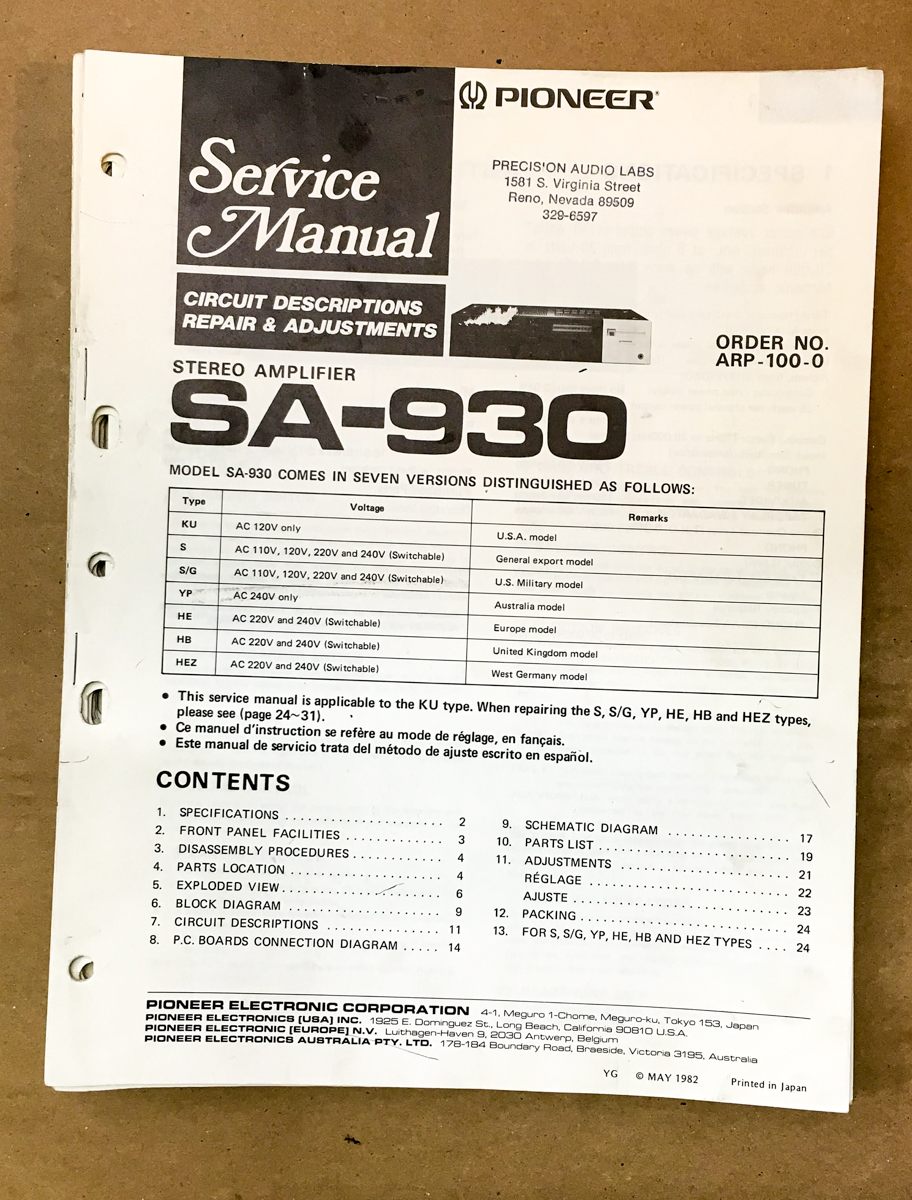 Service
Manual
PIONEER®
PRECIS'ON AUDIO LABS
1581 S. Virginia Street
Reno, Nevada 89509
329-6597
CIRCUIT DESCRIPTIONS
REPAIR & ADJUSTMENTS
ORDER NO.
ARP-100-0
STEREO AMPLIFIER
SA-930
MODEL SA-930 COMES IN SEVEN VERSIONS DISTINGUISHED AS FOLLOWS:
Type Voltage Remarks
KU AC 120V only U.S.A. model
S AC 110V, 120V, 220V and 240V (Switchable) General export model
S/G AC 110V, 120V, 220V and 240V (Switchable) U.S. Military model
YP AC 240V only Australia model
HE AC 220V and 240V (Switchable) Europe model
HB AC 220V and 240V (Switchable) United Kingdom model
HEZ AC 220V and 240V (Switchable) West Germany model
● This service manual is applicable to the KU type. When repairing the S, S/G, YP, HE, HB and HEZ types,
please see (page 24~31).
● Ce manuel d'instruction se refère au mode de réglage, en français.
● Este manual de servicio trata del método de ajuste escrito en español.
CONTENTS
1. SPECIFICATIONS . . . . . . . . . . . . . . . . . . . . . 2
2. FRONT PANEL FACILITIES . . . . . . . . . . . . . 3
3. DISASSEMBLY PROCEDURES . . . . . . . . . . . . 4
4. PARTS LOCATION . . . . . . . . . . . . . . . . . . . . 4
5. EXPLODED VIEW . . . . . . . . . . . . . . . . . . . . . 6
6. BLOCK DIAGRAM . . . . . . . . . . . . . . . . . . . . 9
7. CIRCUIT DESCRIPTIONS . . . . . . . . . . . . . . . 11
8. P.C. BOARDS CONNECTION DIAGRAM . . . . . 14
9. SCHEMATIC DIAGRAM . . . . . . . . . . . . . . . . 17
10. PARTS LIST . . . . . . . . . . . . . . . . . . . . . . . . 19
11. ADJUSTMENTS . . . . . . . . . . . . . . . . . . . . . . 21
RÉGLAGE . . . . . . . . . . . . . . . . . . . . . . . . . . 22
AJUSTE . . . . . . . . . . . . . . . . . . . . . . . . . . . . 23
12. PACKING . . . . . . . . . . . . . . . . . . . . . . . . . . . 24
13. FOR S, S/G, YP, HE, HB AND HEZ TYPES . . . . 24
PIONEER ELECTRONIC CORPORATION 4-1, Meguro 1-Chome, Meguro-ku, Tokyo 153, Japan
PIONEER ELECTRONICS [USA] INC. 1925 E. Dominguez St., Long Beach, California 90810 U.S.A.
PIONEER ELECTRONIC [EUROPE] N.V. Luithagen-Haven 9, 2030 Antwerp, Belgium
PIONEER ELECTRONICS AUSTRALIA PTY. LTD. 178-184 Boundary Road, Braeside, Victoria 3195, Australia
YG © MAY 1982 Printed in Japan